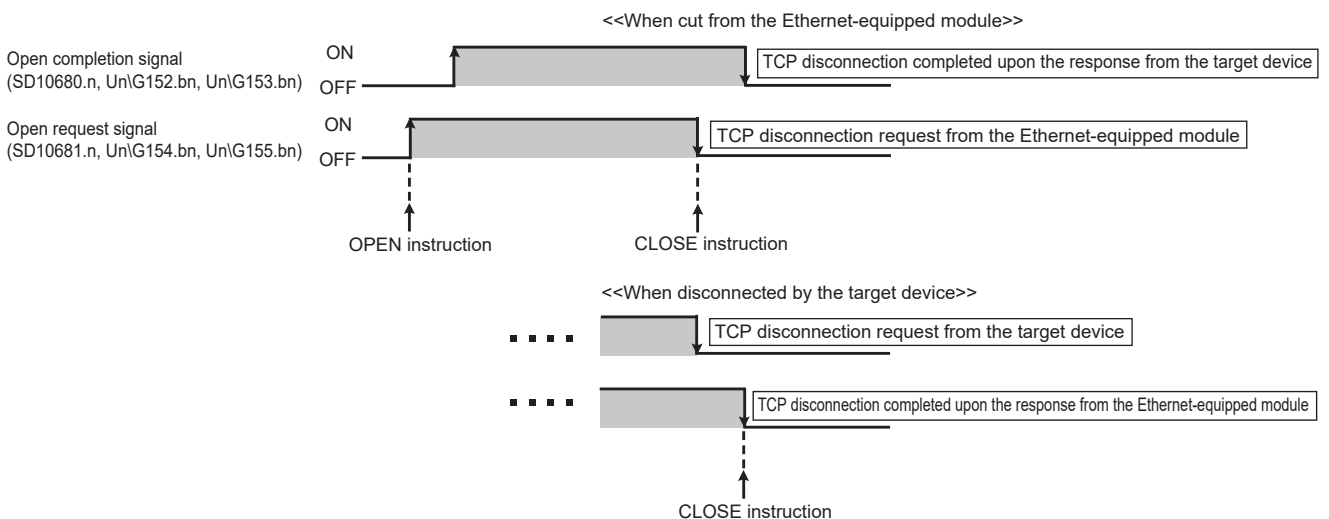 <<When cut from the Ethernet-equipped module>>
Open completion signal
(SD10680.n, Un\G152.bn, Un\G153.bn)
ON
OFF
TCP disconnection completed upon the response from the target device
Open request signal
(SD10681.n, Un\G154.bn, Un\G155.bn)
ON
OFF
TCP disconnection request from the Ethernet-equipped module
OPEN instruction
CLOSE instruction
<<When disconnected by the target device>>
TCP disconnection request from the target device
TCP disconnection completed upon the response from the Ethernet-equipped module
CLOSE instruction